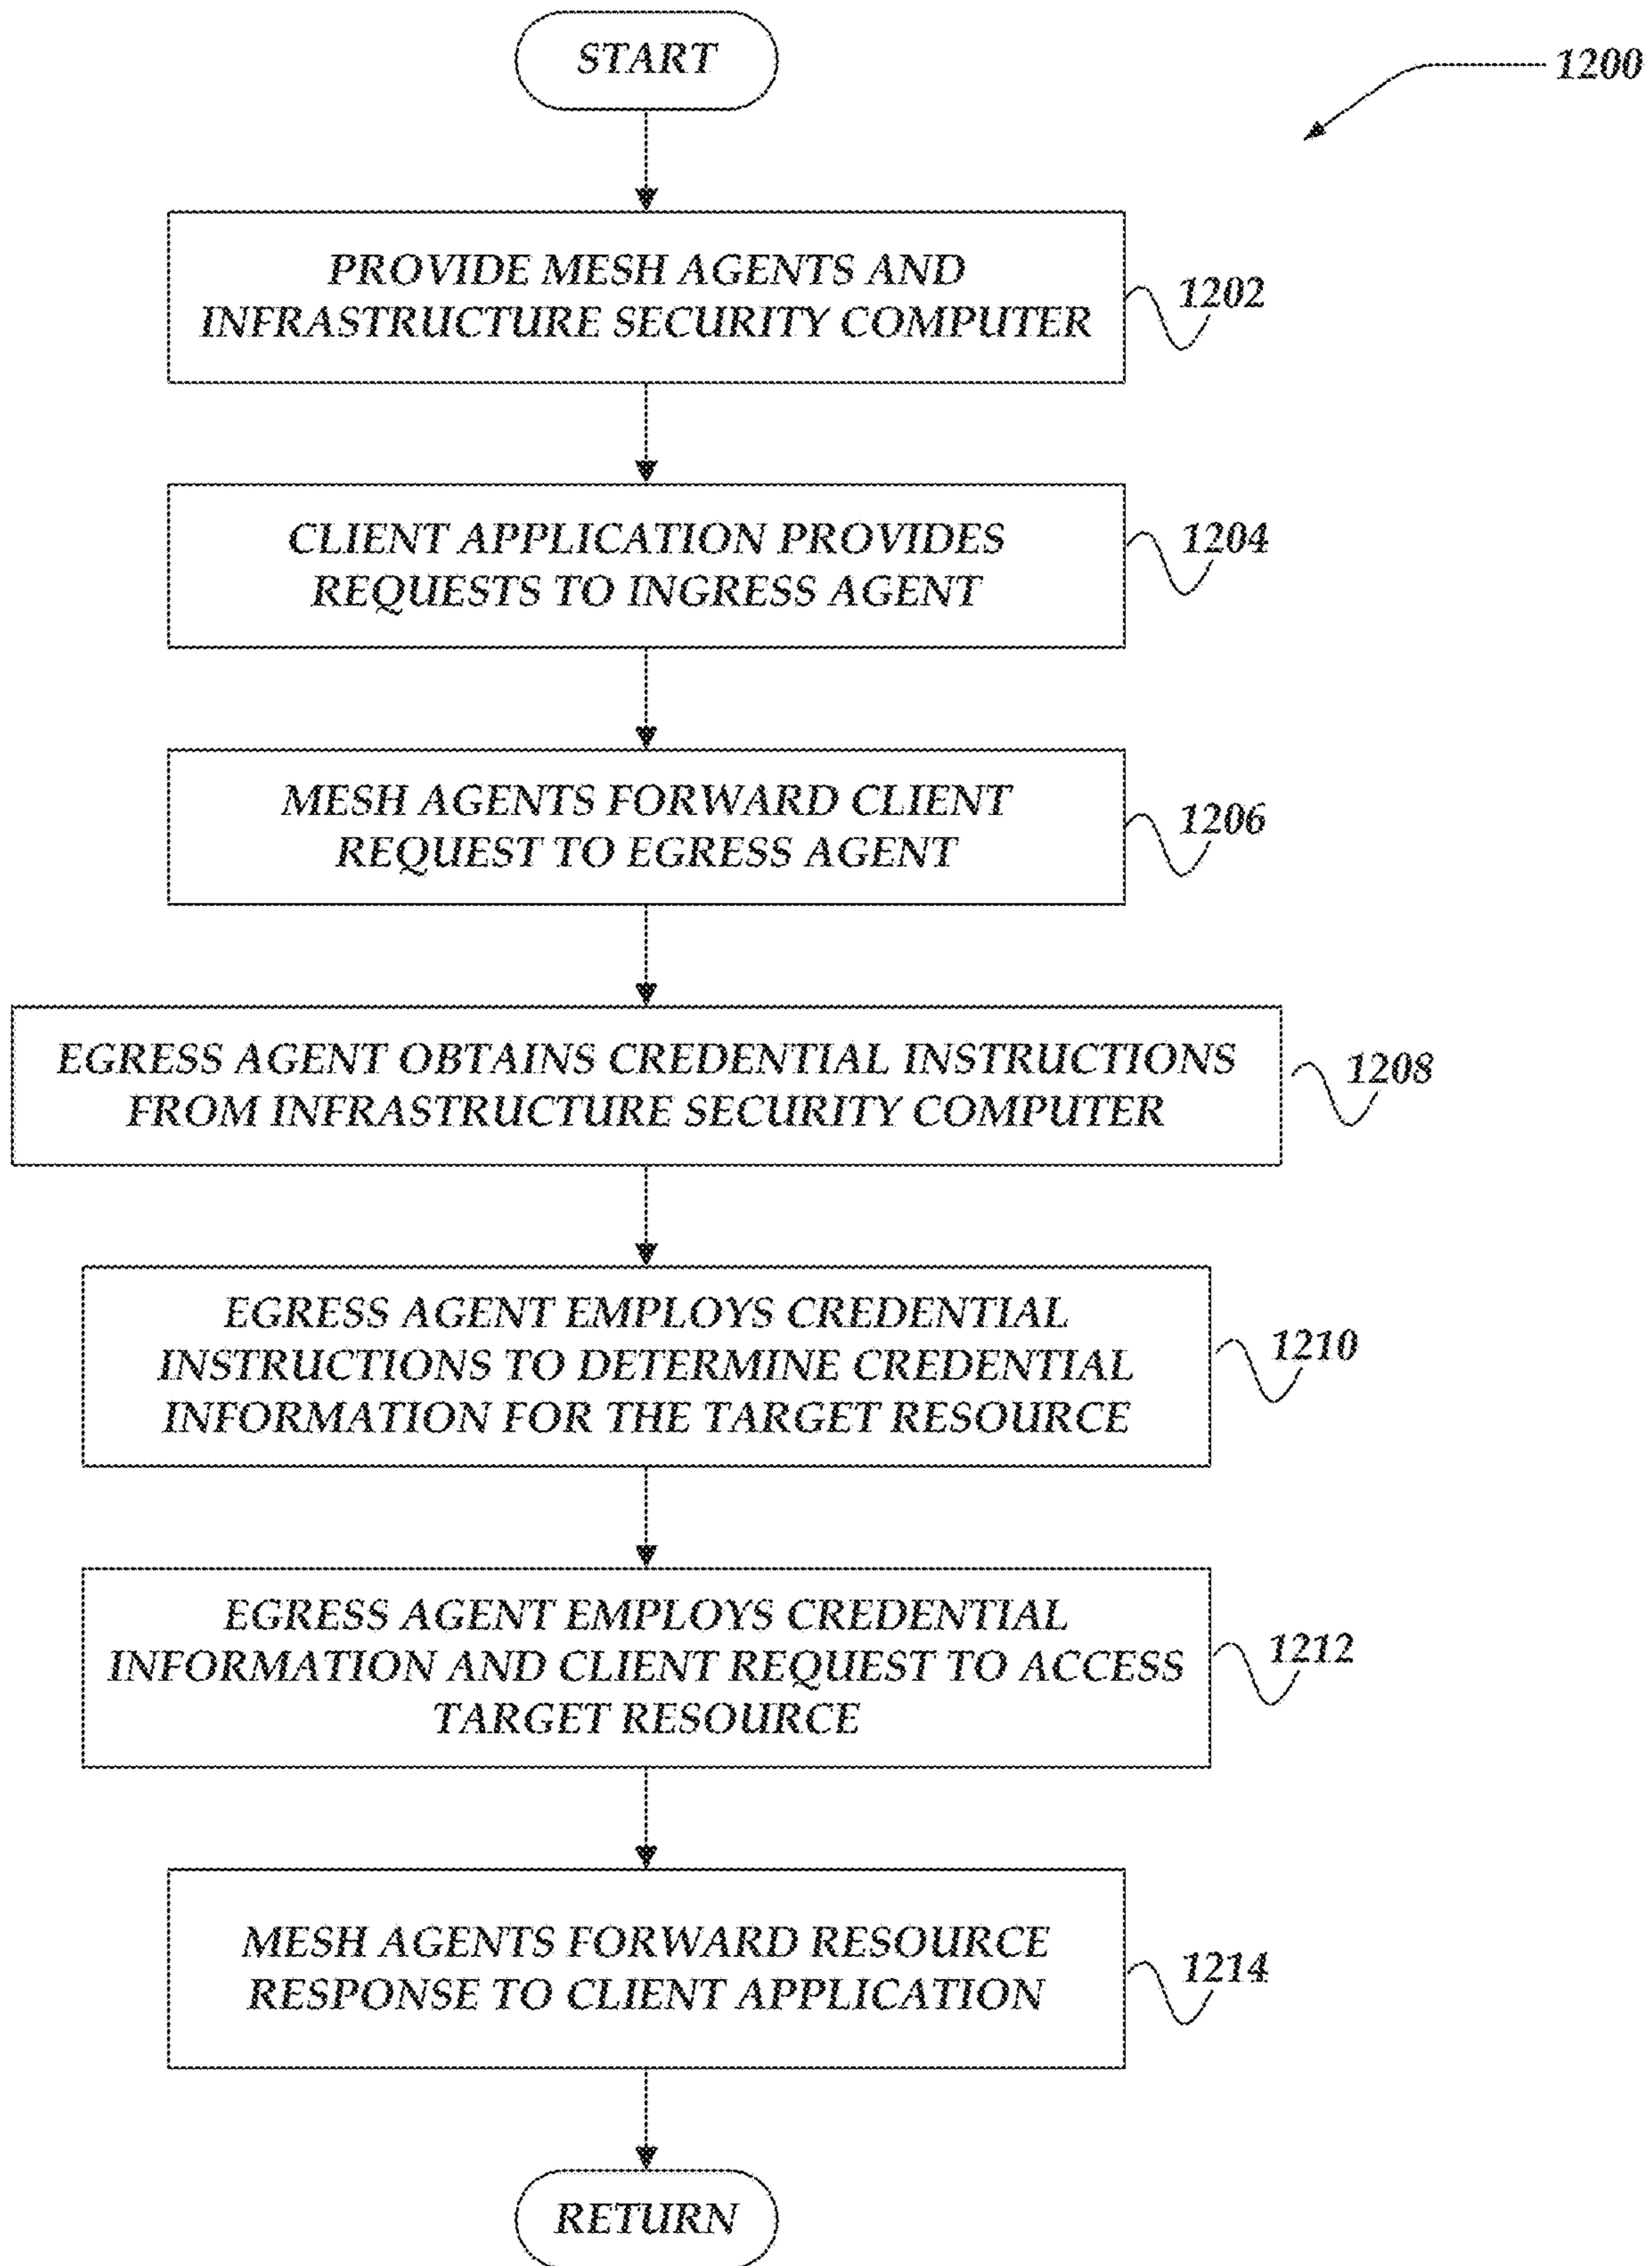 START
1200
PROVIDE MESH AGENTS AND
INFRASTRUCTURE SECURITY COMPUTER
1202
CLIENT APPLICATION PROVIDES
REQUESTS TO INGRESS AGENT
1204
MESH AGENTS FORWARD CLIENT
REQUEST TO EGRESS AGENT
1206
EGRESS AGENT OBTAINS CREDENTIAL INSTRUCTIONS
FROM INFRASTRUCTURE SECURITY COMPUTER
1208
EGRESS AGENT EMPLOYS CREDENTIAL
INSTRUCTIONS TO DETERMINE CREDENTIAL
INFORMATION FOR THE TARGET RESOURCE
1210
EGRESS AGENT EMPLOYS CREDENTIAL
INFORMATION AND CLIENT REQUEST TO ACCESS
TARGET RESOURCE
1212
MESH AGENTS FORWARD RESOURCE
RESPONSE TO CLIENT APPLICATION
1214
RETURN